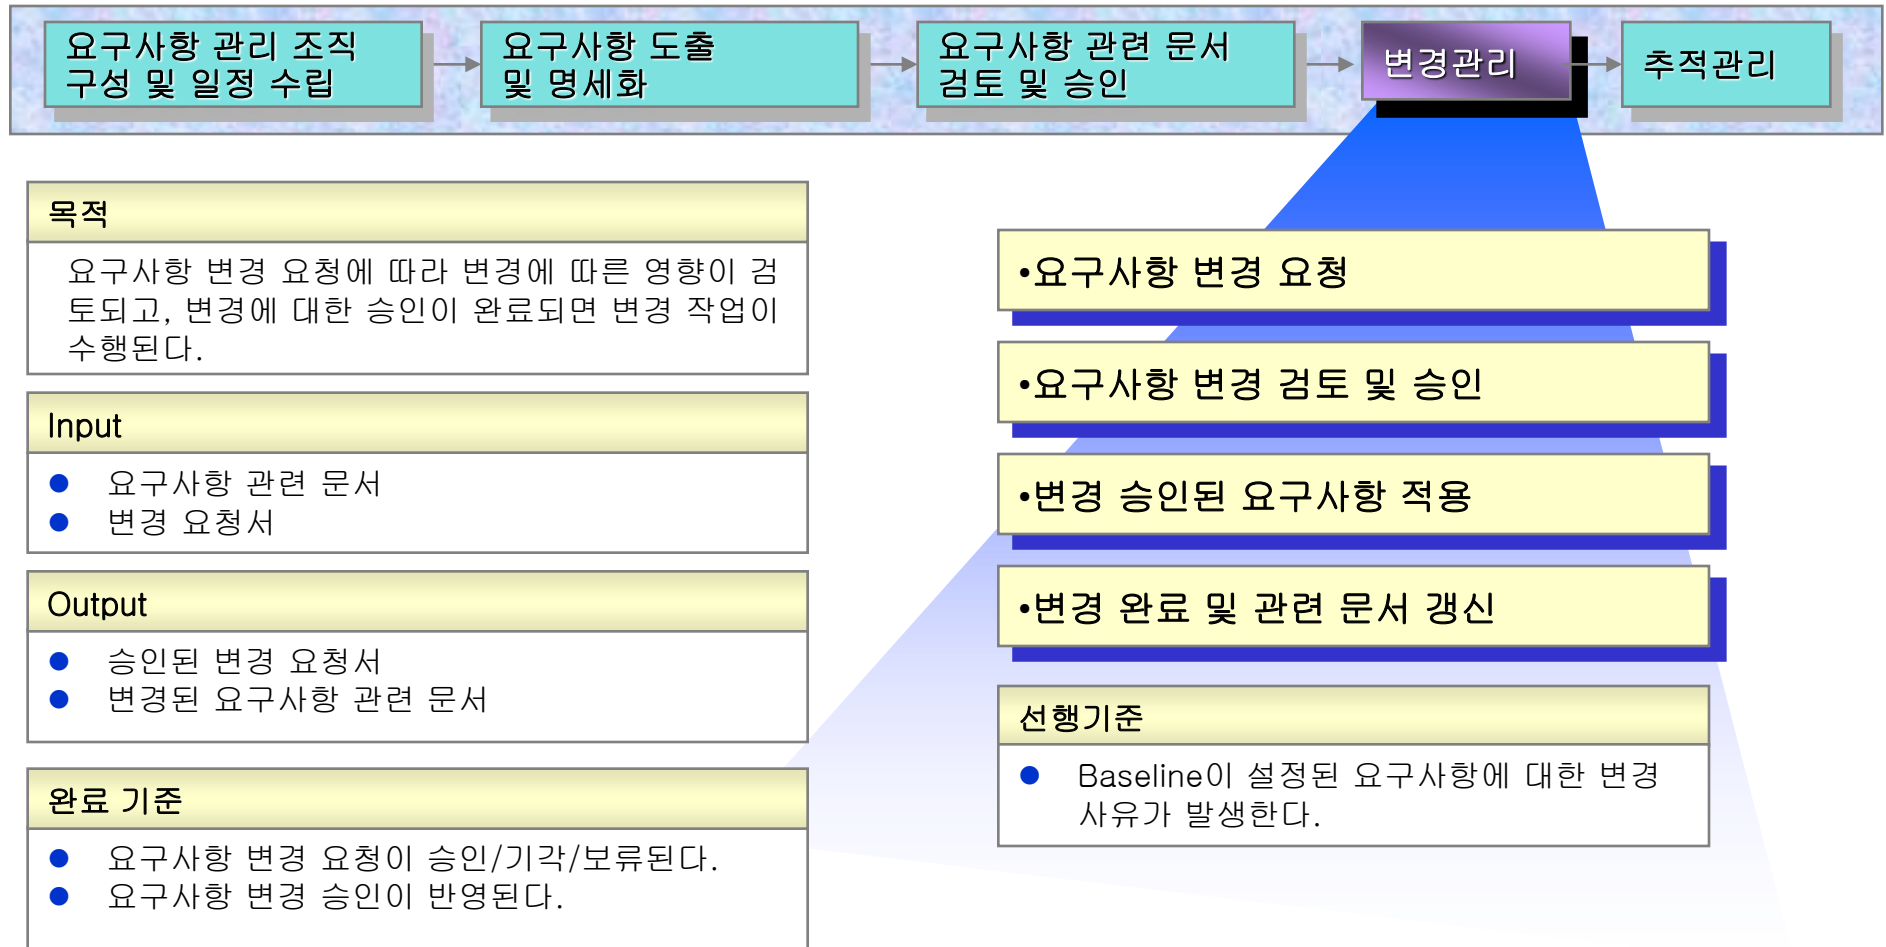 요구사항 관리 조직
구성 및 일정 수립
요구사항 도출
및 명세화
요구사항 관련 문서
검토 및 승인
변경관리
추적관리
목적
요구사항 변경 요청에 따라 변경에 따른 영향이 검
토되고, 변경에 대한 승인이 완료되면 변경 작업이
수행된다.
Input
● 요구사항 관련 문서
● 변경 요청서
Output
● 승인된 변경 요청서
● 변경된 요구사항 관련 문서
완료 기준
● 요구사항 변경 요청이 승인/기각/보류된다.
● 요구사항 변경 승인이 반영된다.
•요구사항 변경 요청
•요구사항 변경 검토 및 승인
•변경 승인된 요구사항 적용
•변경 완료 및 관련 문서 갱신
선행기준
● Baseline이 설정된 요구사항에 대한 변경
사유가 발생한다.